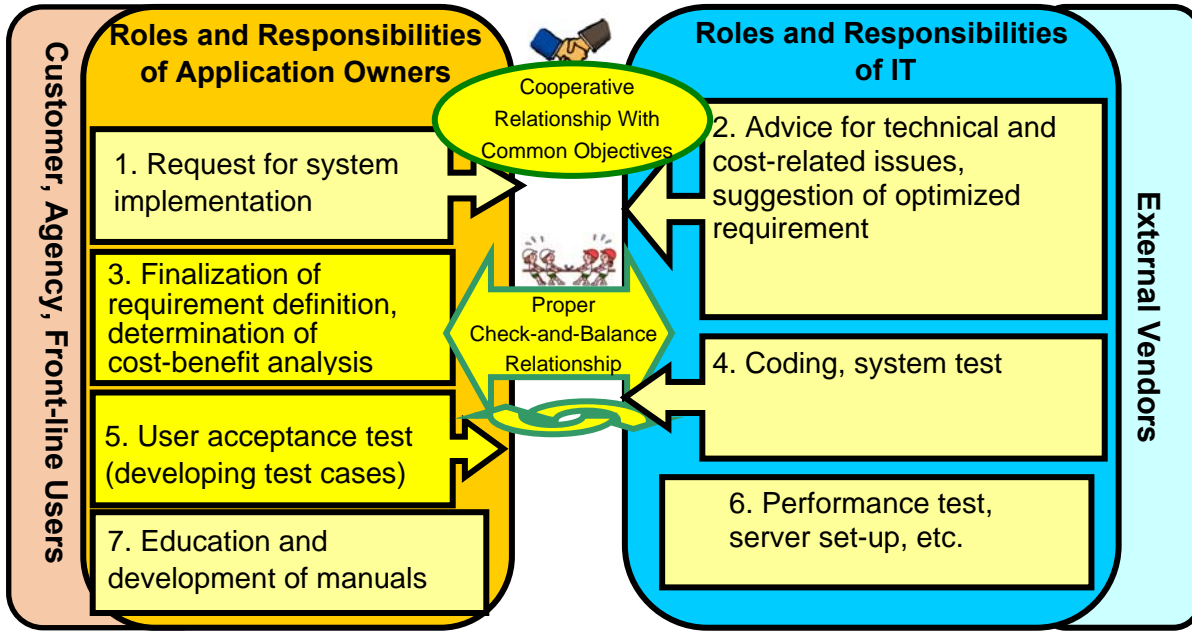 Customer, Agency, Front-line Users
Roles and Responsibilities
of Application Owners
1. Request for system
implementation
3. Finalization of
requirement definition,
determination of
cost-benefit analysis
5. User acceptance test
(developing test cases)
7. Education and
development of manuals
Cooperative
Relationship With
Common Objectives
Proper
Check-and-Balance
Relationship
Roles and Responsibilities
of IT
2. Advice for technical and
cost-related issues,
suggestion of optimized
requirement
4. Coding, system test
6. Performance test,
server set-up, etc.
External Vendors